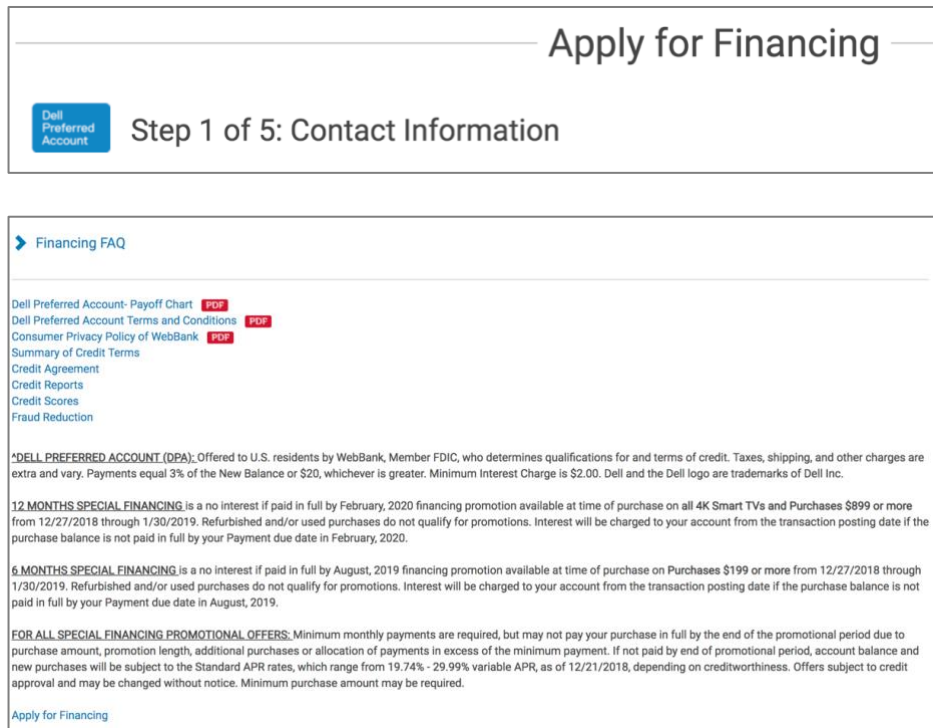 Apply for Financing
Dell
Preferred
Account
Step 1 of 5: Contact Information
Financing FAQ
Dell Preferred Account- Payoff Chart PDF
Dell Preferred Account Terms and Conditions PDF
Consumer Privacy Policy of WebBank PDF
Summary of Credit Terms
Credit Agreement
Credit Reports
Credit Scores
Fraud Reduction
^DELL PREFERRED ACCOUNT (DPA): Offered to U.S. residents by WebBank, Member FDIC, who determines qualifications for and terms of credit. Taxes, shipping, and other charges are
extra and vary. Payments equal 3% of the New Balance or $20, whichever is greater. Minimum Interest Charge is $2.00. Dell and the Dell logo are trademarks of Dell Inc.
12 MONTHS SPECIAL FINANCING is a no interest if paid in full by February, 2020 financing promotion available at time of purchase on all 4K Smart TVs and Purchases $899 or more
from 12/27/2018 through 1/30/2019. Refurbished and/or used purchases do not qualify for promotions. Interest will be charged to your account from the transaction posting date if the
purchase balance is not paid in full by your Payment due date in February, 2020.
6 MONTHS SPECIAL FINANCING is a no interest if paid in full by August, 2019 financing promotion available at time of purchase on Purchases $199 or more from 12/27/2018 through
1/30/2019. Refurbished and/or used purchases do not qualify for promotions. Interest will be charged to your account from the transaction posting date if the purchase balance is not
paid in full by your Payment due date in August, 2019.
FOR ALL SPECIAL FINANCING PROMOTIONAL OFFERS: Minimum monthly payments are required, but may not pay your purchase in full by the end of the promotional period due to
purchase amount, promotion length, additional purchases or allocation of payments in excess of the minimum payment. If not paid by end of promotional period, account balance and
new purchases will be subject to the Standard APR rates, which range from 19.74% - 29.99% variable APR, as of 12/21/2018, depending on creditworthiness. Offers subject to credit
approval and may be changed without notice. Minimum purchase amount may be required.
Apply for Financing